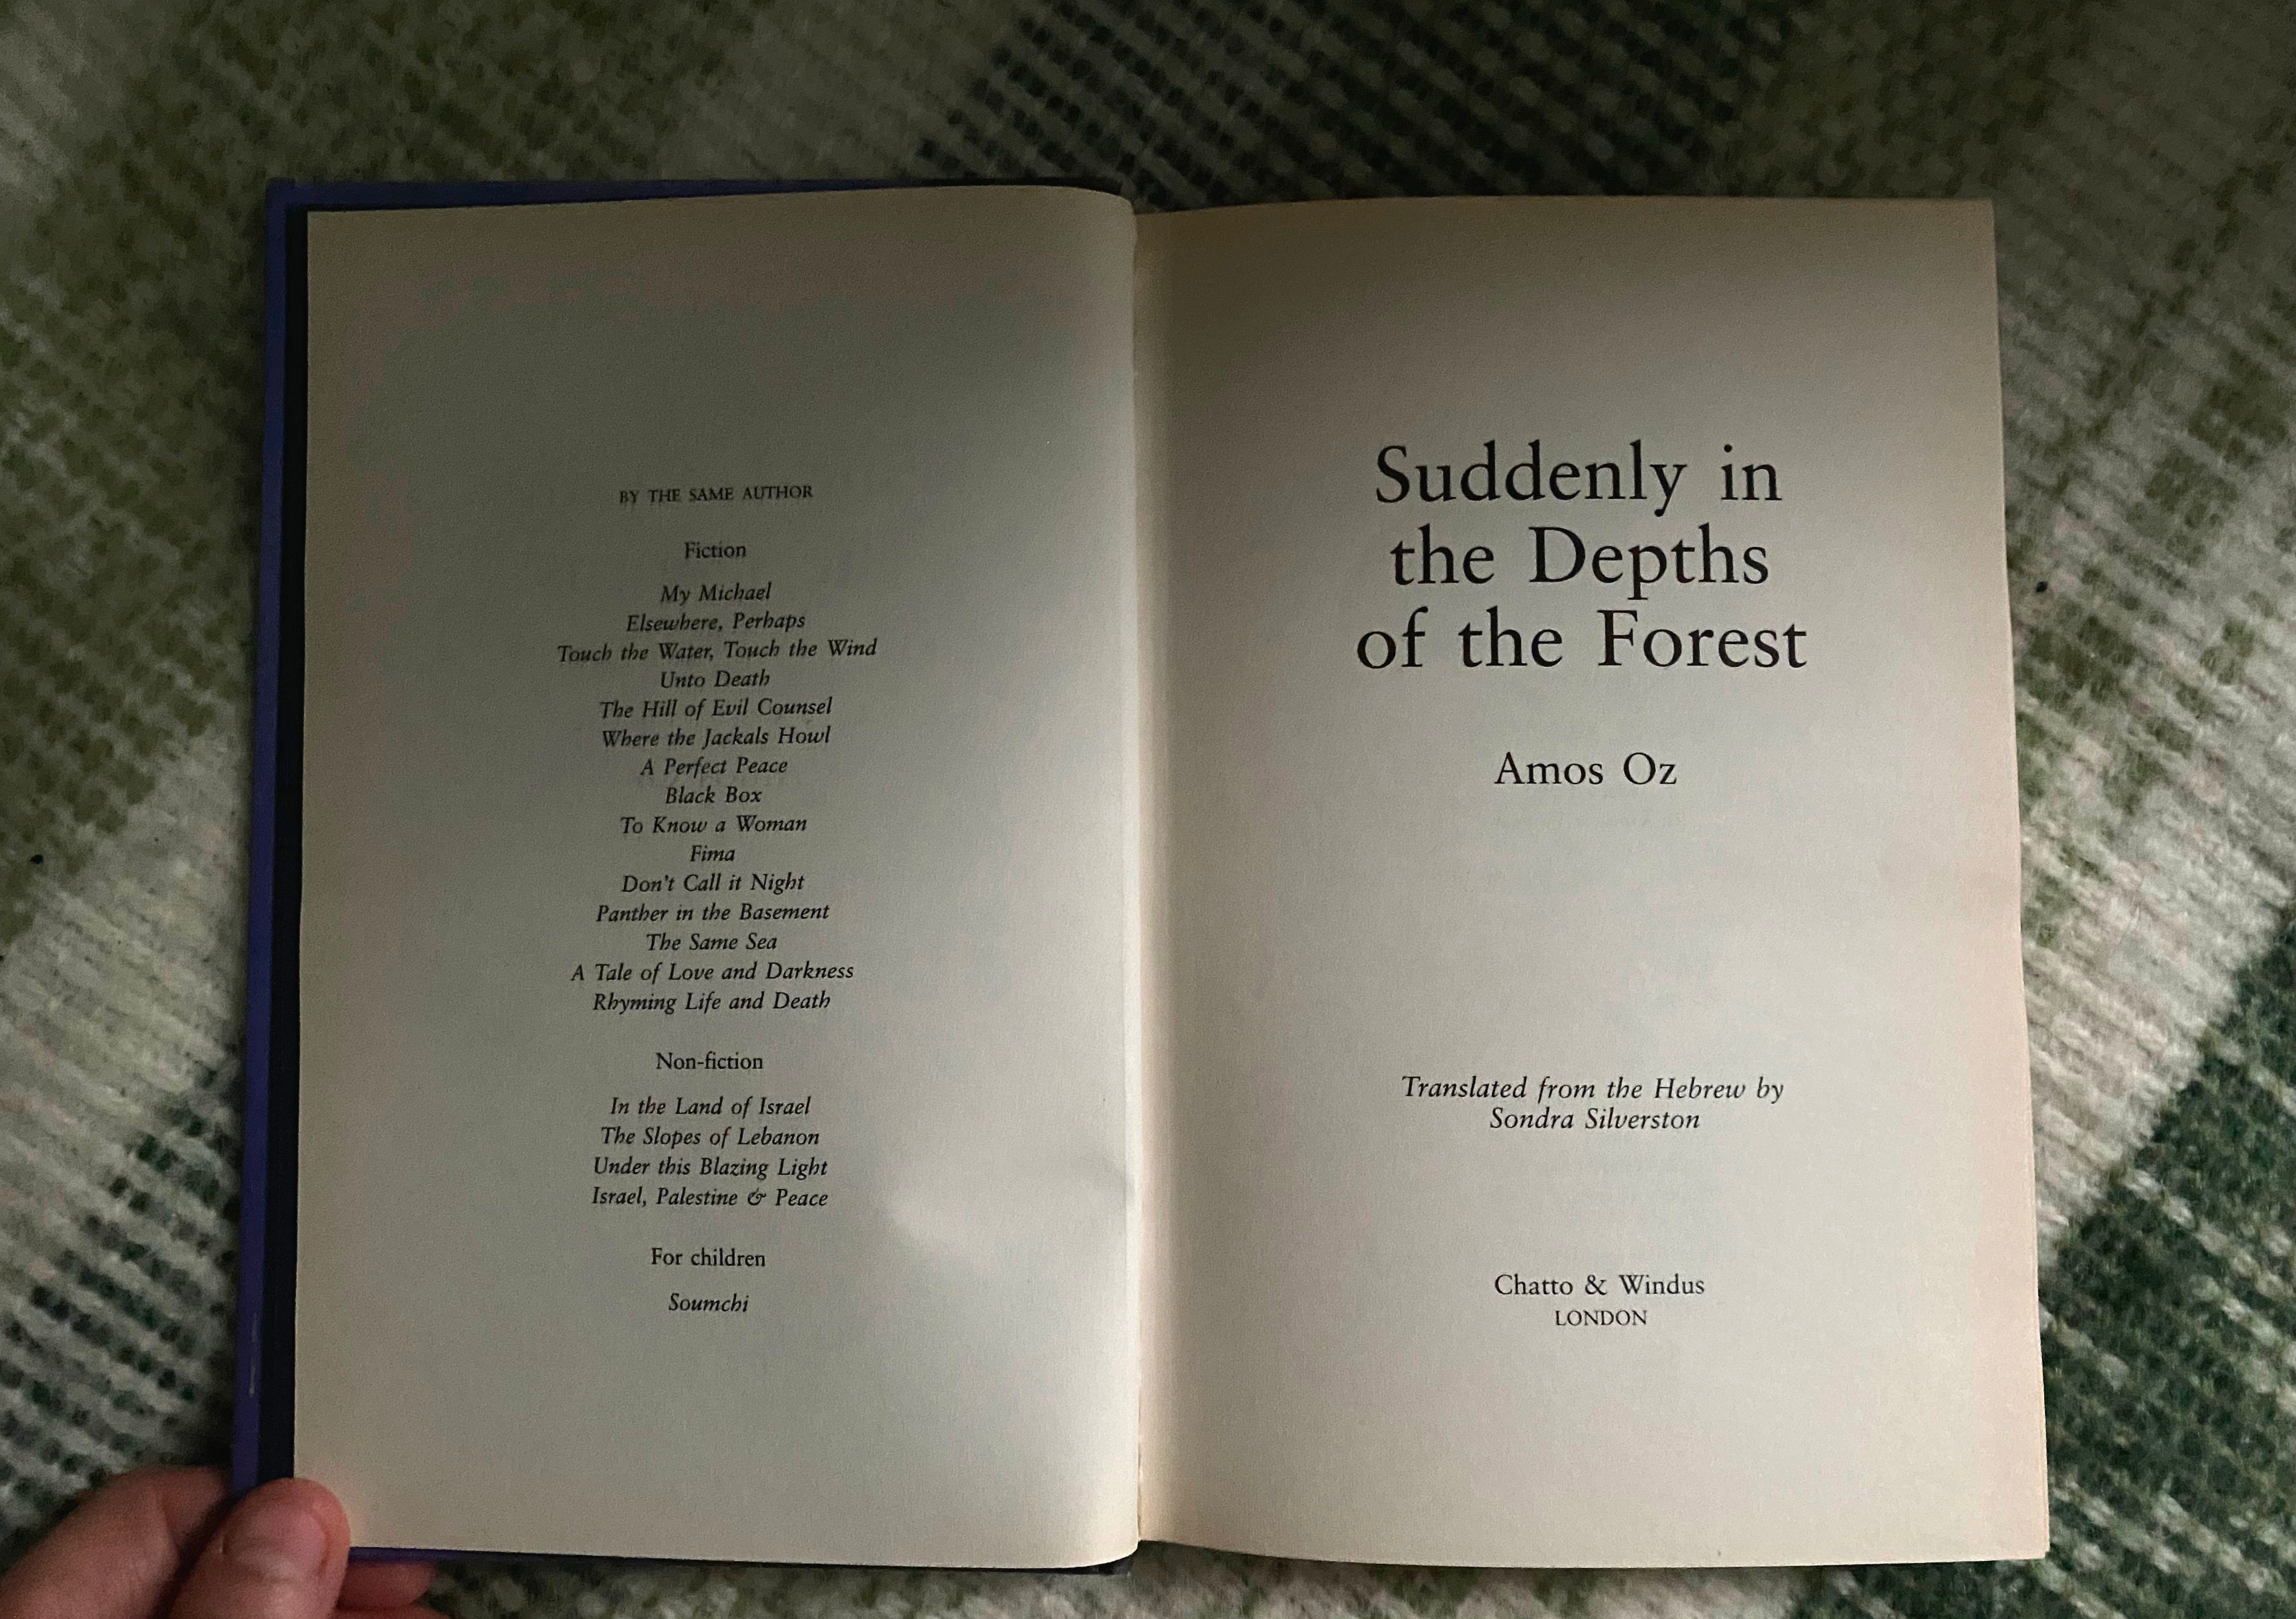 BY THE SAME AUTHOR
Fiction
My Michael
Elsewhere, Perhaps
Touch the Water, Touch the Wind
Unto Death
The Hill of Evil Counsel
Where the Jackals Howl
A Perfect Peace
Black Box
To Know a Woman
Fima
Don't Call it Night
Panther in the Basement
The Same Sea
A Tale of Love and Darkness
Rhyming Life and Death
Non-fiction
In the Land of Israel
The Slopes of Lebanon
Under this Blazing Light
Israel, Palestine & Peace
For children
Soumchi
Suddenly in
the Depths
of the Forest
Amos Oz
Translated from the Hebrew by
Sondra Silverston
Chatto & Windus
LONDON